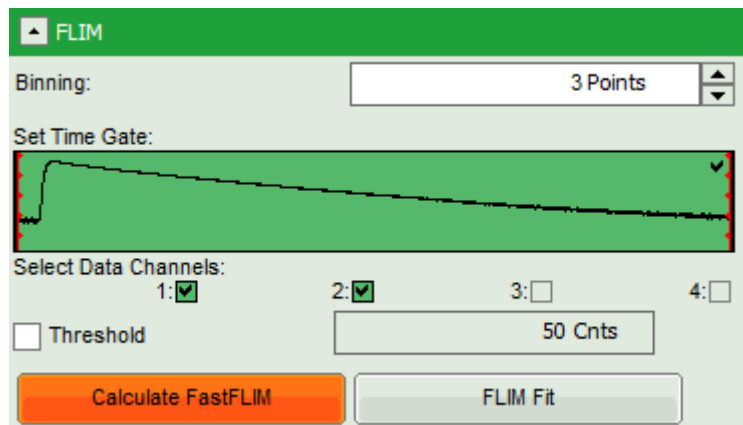 FLIM
Binning: 3 Points
Set Time Gate:
Select Data Channels:
1: 2: 3: 4:
Threshold 50 Cnts
Calculate FastFLIM FLIM Fit